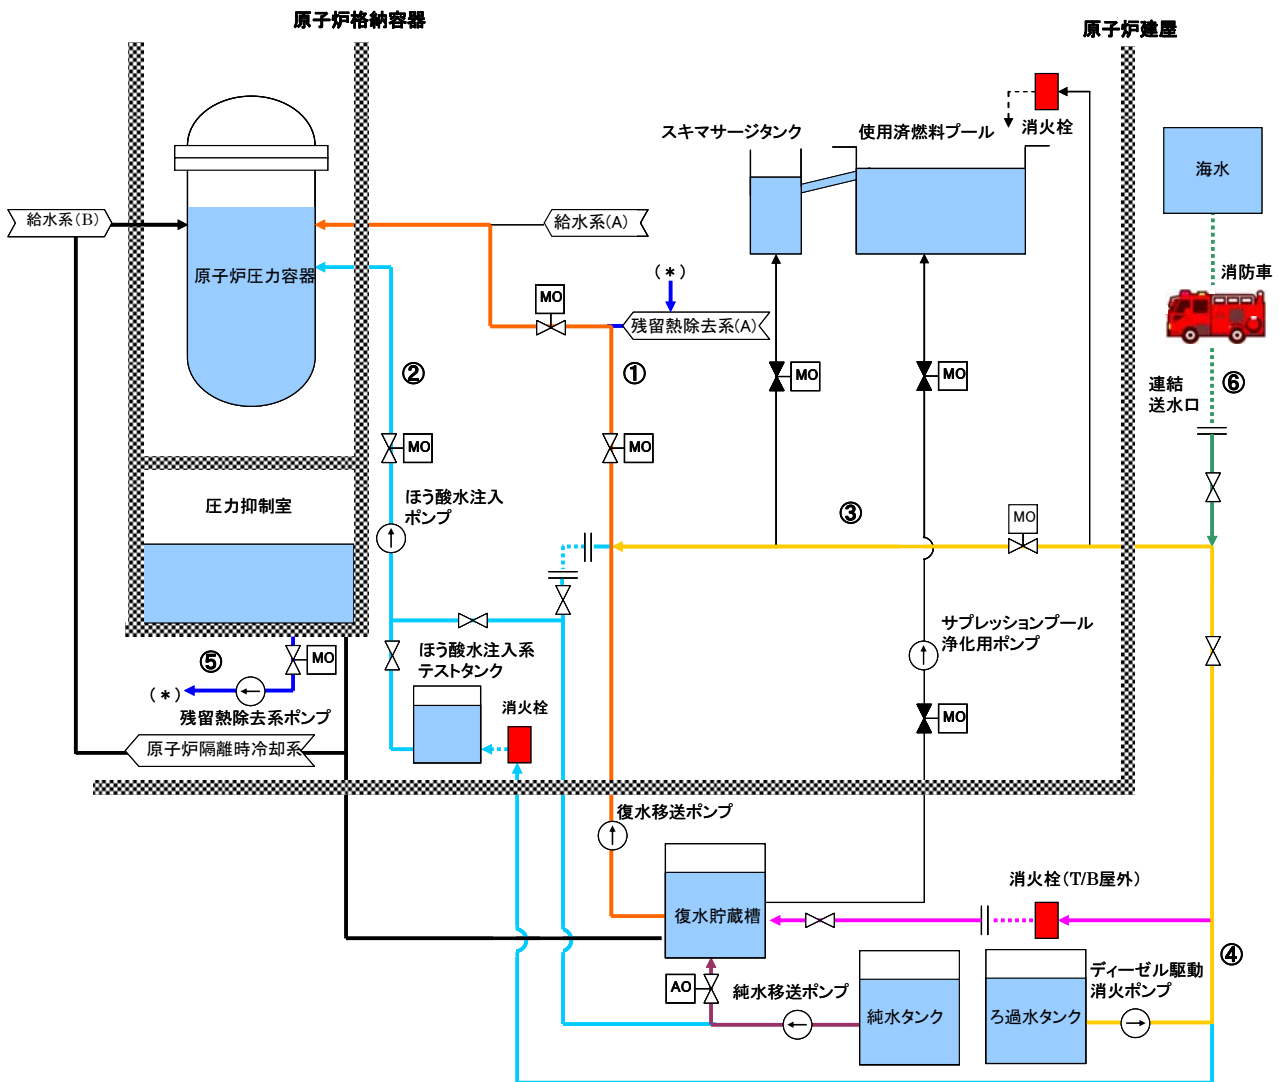 原子炉格納容器
原子炉建屋
スキマサージタンク
使用済燃料プール
消火栓
海水
給水系(B)
給水系(A)
原子炉圧力容器
(*)
消防車
MO
残留熱除去系(A)
②
①
MO
MO
連結
送水口
⑥
MO
MO
ほう酸水注入
ポンプ
圧力抑制室
③
MO
サプレッションプール
浄化用ポンプ
ほう酸水注入系
テストタンク
⑤
MO
(*)
残留熱除去系ポンプ
消火栓
MO
原子炉隔離時冷却系
復水移送ポンプ
消火栓(T/B屋外)
復水貯蔵槽
④
ディーゼル駆動
消火ポンプ
AO
純水移送ポンプ
純水タンク
ろ過水タンク